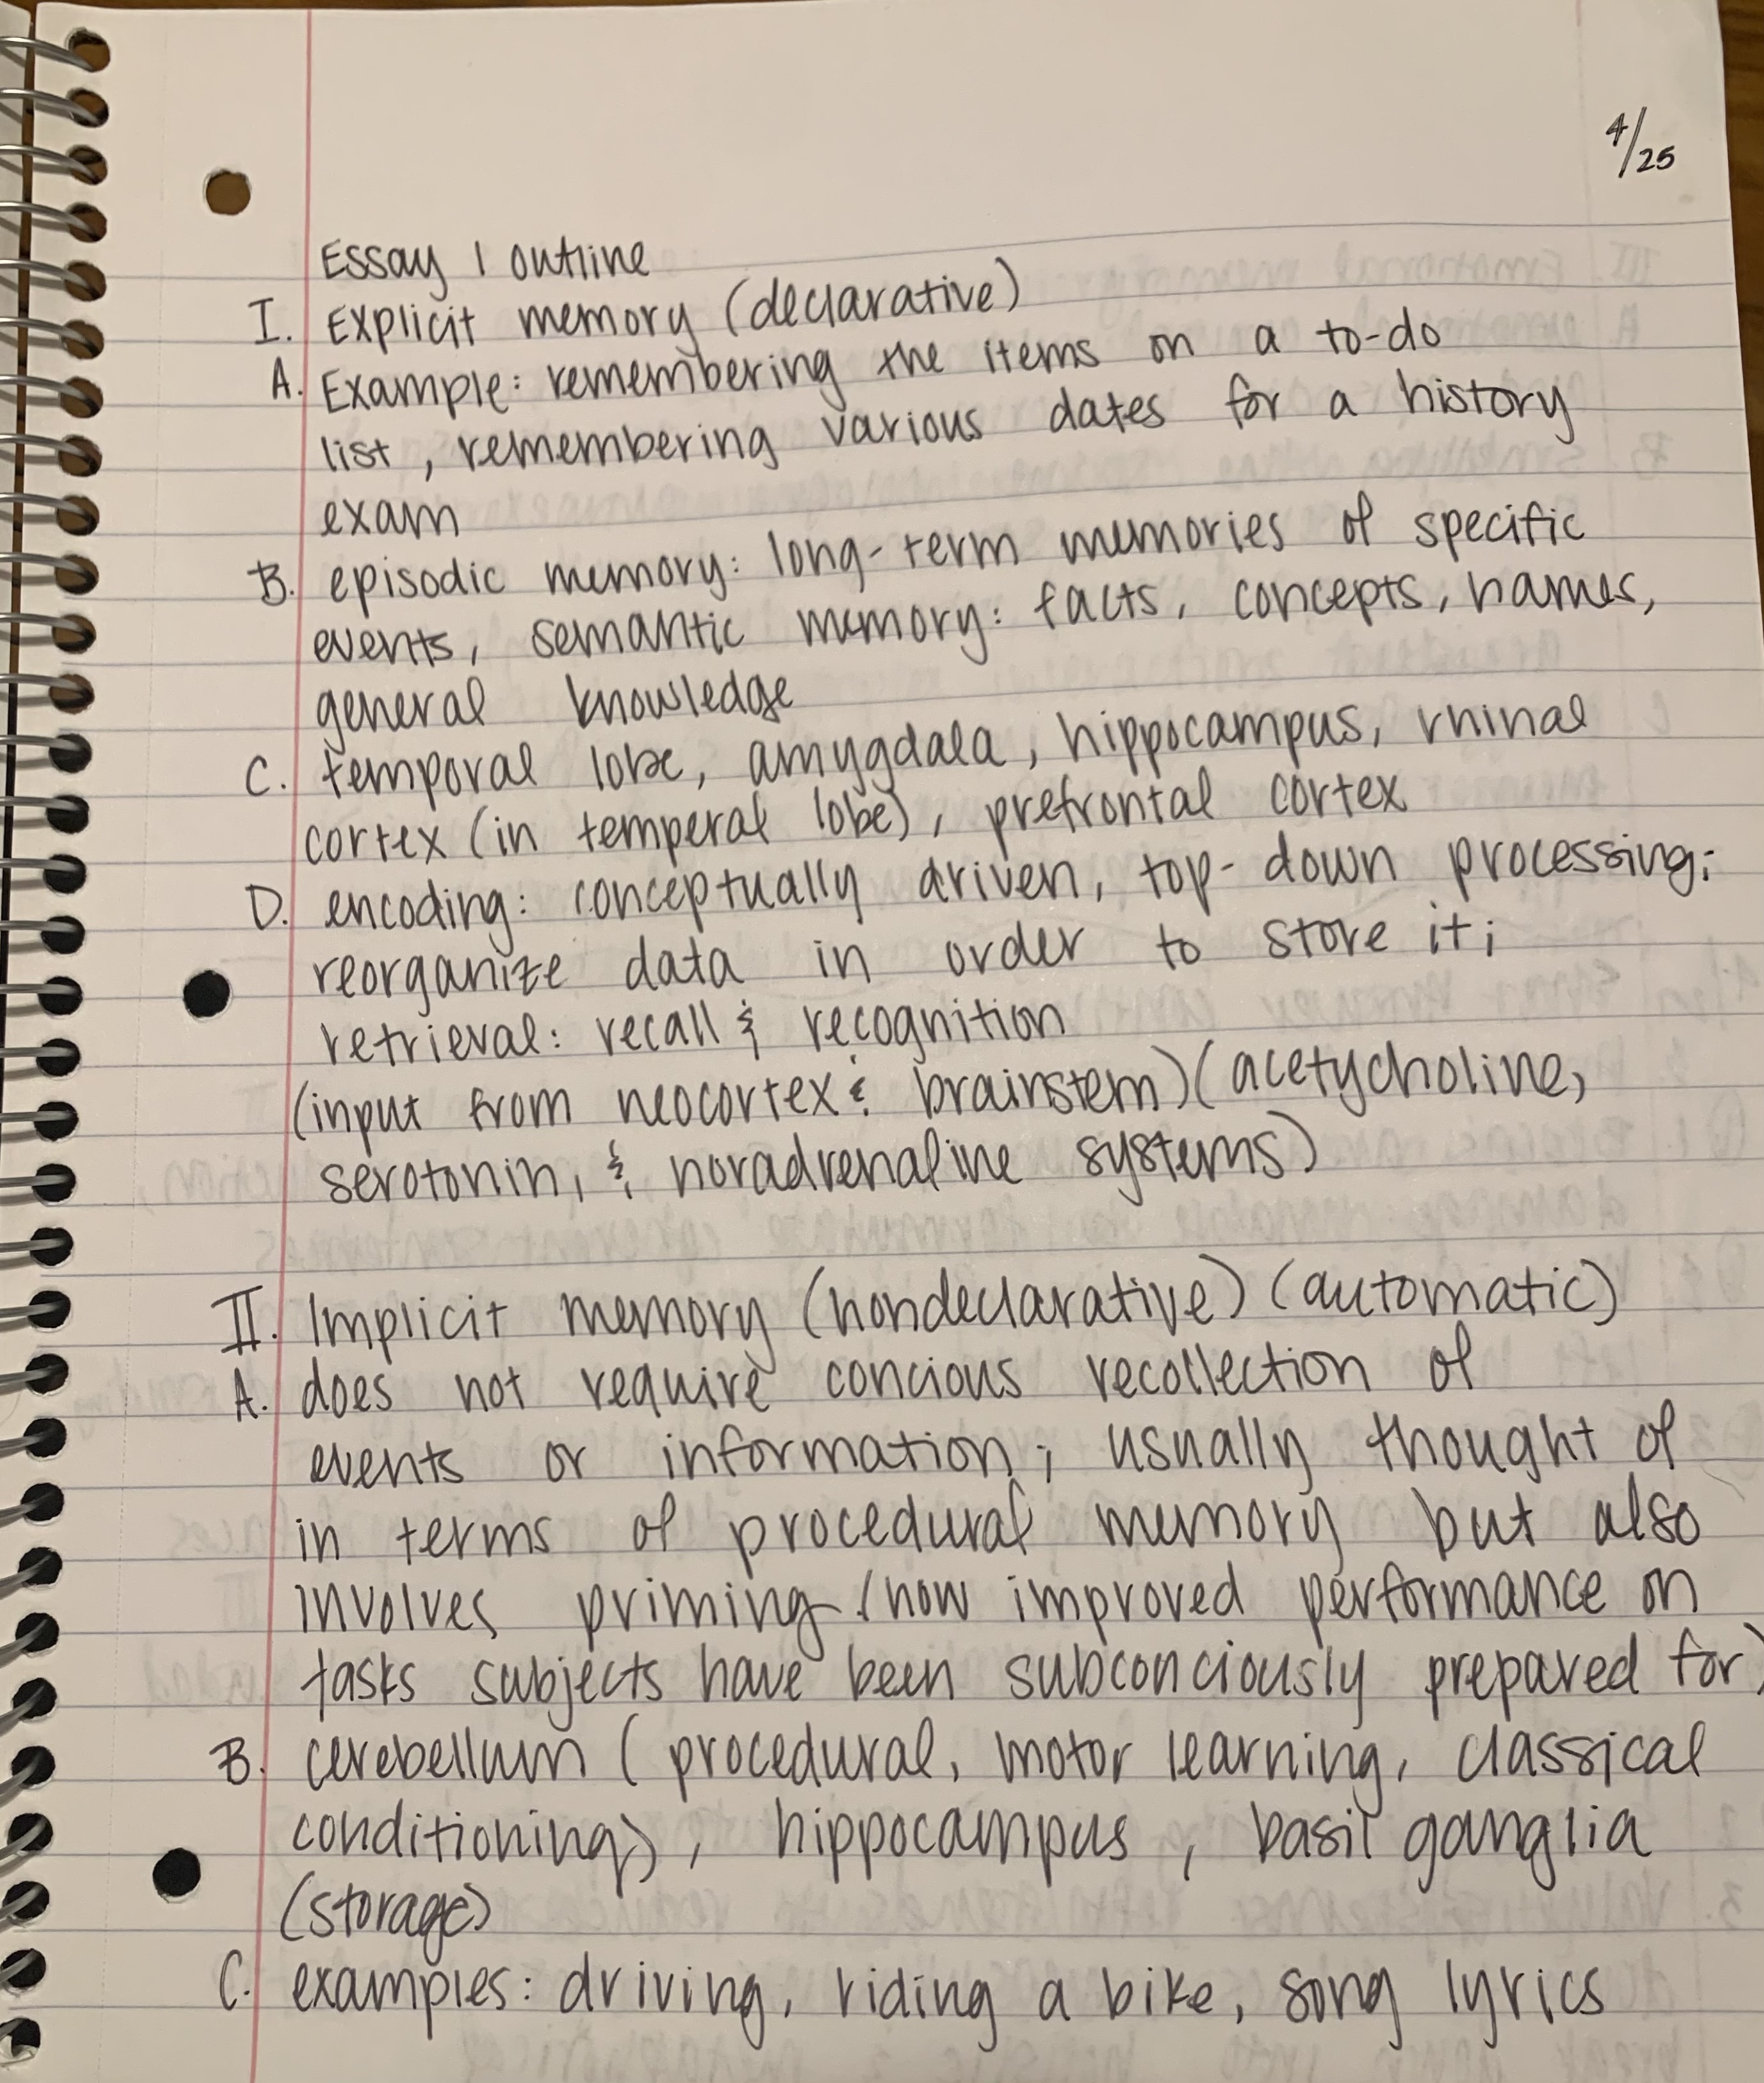 4/25
Essay 1 outline
I. Explicit memory (declarative)
A. Example: remembering the items on a to-do
list, remembering various dates for a history
exam
B. episodic memory: long-term memories of specific
events, semantic memory: facts, concepts, names,
general knowledge
C. temporal lobe, amygdala, hippocampus, rhinal
cortex (in temperal lobe), prefrontal cortex
D. encoding: conceptually driven, top-down processing;
reorganize data in order to store it;
retrieval: recall & recognition
(input from neocortex & brainstem) (acetycholine,
serotonin, & noradrenaline systems)
II. Implicit memory (nondeclarative) (automatic)
A. does not require concious recollection of
events or information; usually thought of
in terms of procedural memory but also
involves priming (how improved performance on
tasks subjects have been subconciously prepared for)
B. cerebellum (procedural, motor learning, classical
conditioning), hippocampus, basil ganglia
(storage)
C. examples: driving, riding a bike, song lyrics